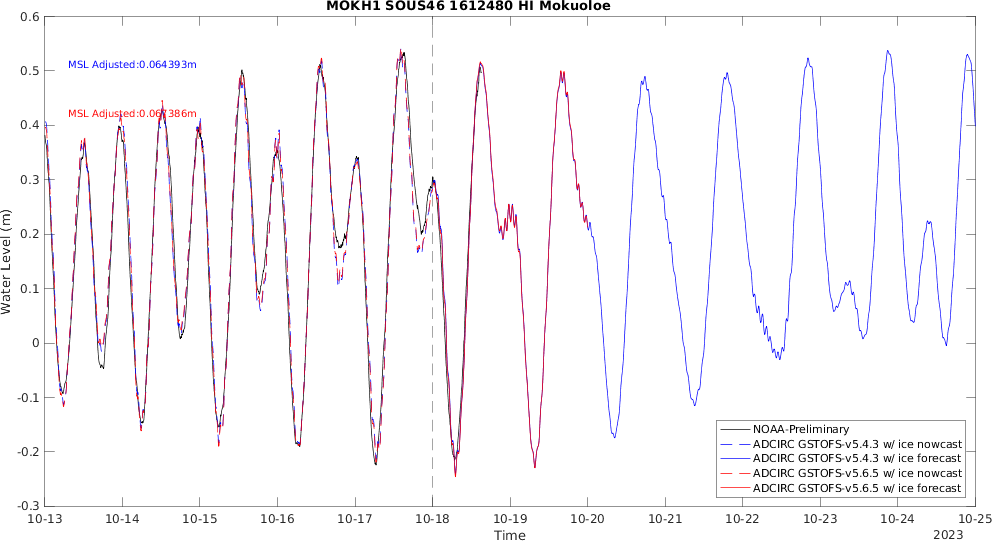 MOKH1 SOUS46 1612480 HI Mokuoloe
0.6
0.5
0.4
0.3
0.2
0.1
0
-0.1
-0.2
-0.3
Water Level (m)
MSL Adjusted:0.064393m
MSL Adjusted:0.067386m
NOAA-Preliminary
ADCIRC GSTOFS-v5.4.3 w/ ice nowcast
ADCIRC GSTOFS-v5.4.3 w/ ice forecast
ADCIRC GSTOFS-v5.6.5 w/ ice nowcast
ADCIRC GSTOFS-v5.6.5 w/ ice forecast
10-13 10-14 10-15 10-16 10-17 10-18 10-19 10-20 10-21 10-22 10-23 10-24 10-25
Time
2023